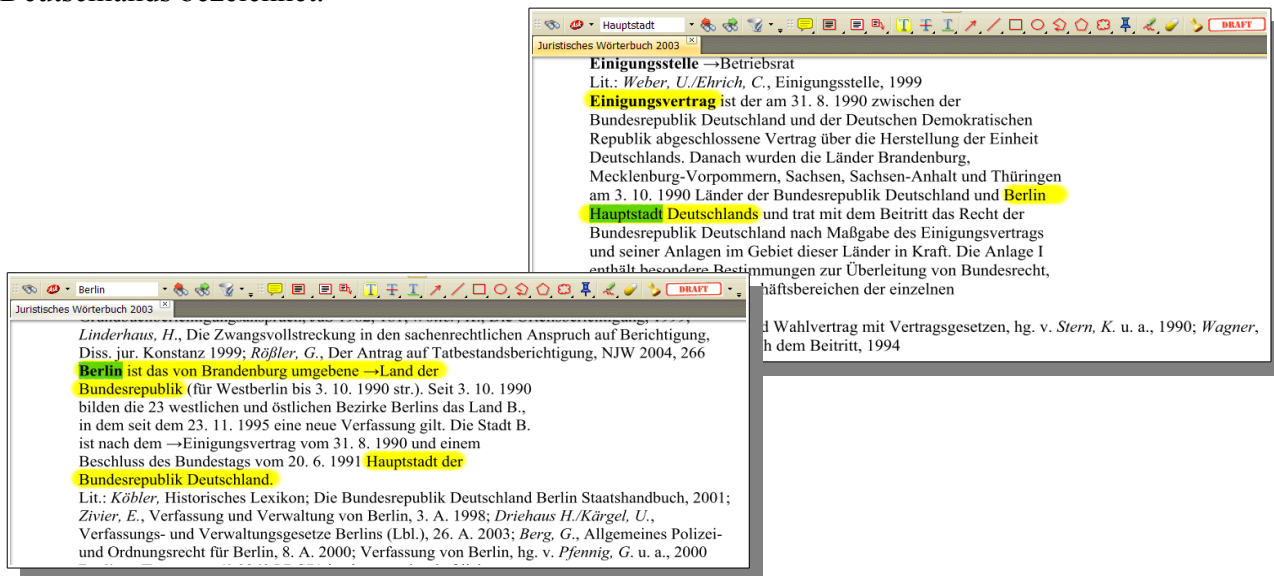 Deutschlands bezeichnet.
Hauptstadt
DRAFT
Juristisches Wörterbuch 2003
Einigungsstelle →Betriebsrat
Lit.: Weber, U./Ehrich, C., Einigungsstelle, 1999
Einigungsvertrag ist der am 31. 8. 1990 zwischen der
Bundesrepublik Deutschland und der Deutschen Demokratischen
Republik abgeschlossene Vertrag über die Herstellung der Einheit
Deutschlands. Danach wurden die Länder Brandenburg,
Mecklenburg-Vorpommern, Sachsen, Sachsen-Anhalt und Thüringen
am 3. 10. 1990 Länder der Bundesrepublik Deutschland und Berlin
Hauptstadt Deutschlands und trat mit dem Beitritt das Recht der
Bundesrepublik Deutschland nach Maßgabe des Einigungsvertrags
und seiner Anlagen im Gebiet dieser Länder in Kraft. Die Anlage I
enthält besondere Bestimmungen zur Überleitung von Bundesrecht,
häftsbereichen der einzelnen
d Wahlvertrag mit Vertragsgesetzen, hg. v. Stern, K. u. a., 1990; Wagner,
h dem Beitritt, 1994
Berlin
DRAFT
Juristisches Wörterbuch 2003
Linderhaus, H., Die Zwangsvollstreckung in den sachenrechtlichen Anspruch auf Berichtigung,
Diss. jur. Konstanz 1999; Rößler, G., Der Antrag auf Tatbestandsberichtigung, NJW 2004, 266
Berlin ist das von Brandenburg umgebene →Land der
Bundesrepublik (für Westberlin bis 3. 10. 1990 str.). Seit 3. 10. 1990
bilden die 23 westlichen und östlichen Bezirke Berlins das Land B.,
in dem seit dem 23. 11. 1995 eine neue Verfassung gilt. Die Stadt B.
ist nach dem →Einigungsvertrag vom 31. 8. 1990 und einem
Beschluss des Bundestags vom 20. 6. 1991 Hauptstadt der
Bundesrepublik Deutschland.
Lit.: Köbler, Historisches Lexikon; Die Bundesrepublik Deutschland Berlin Staatshandbuch, 2001;
Zivier, E., Verfassung und Verwaltung von Berlin, 3. A. 1998; Driehaus H./Kärgel, U.,
Verfassungs- und Verwaltungsgesetze Berlins (Lbl.), 26. A. 2003; Berg, G., Allgemeines Polizei-
und Ordnungsrecht für Berlin, 8. A. 2000; Verfassung von Berlin, hg. v. Pfennig, G. u. a., 2000